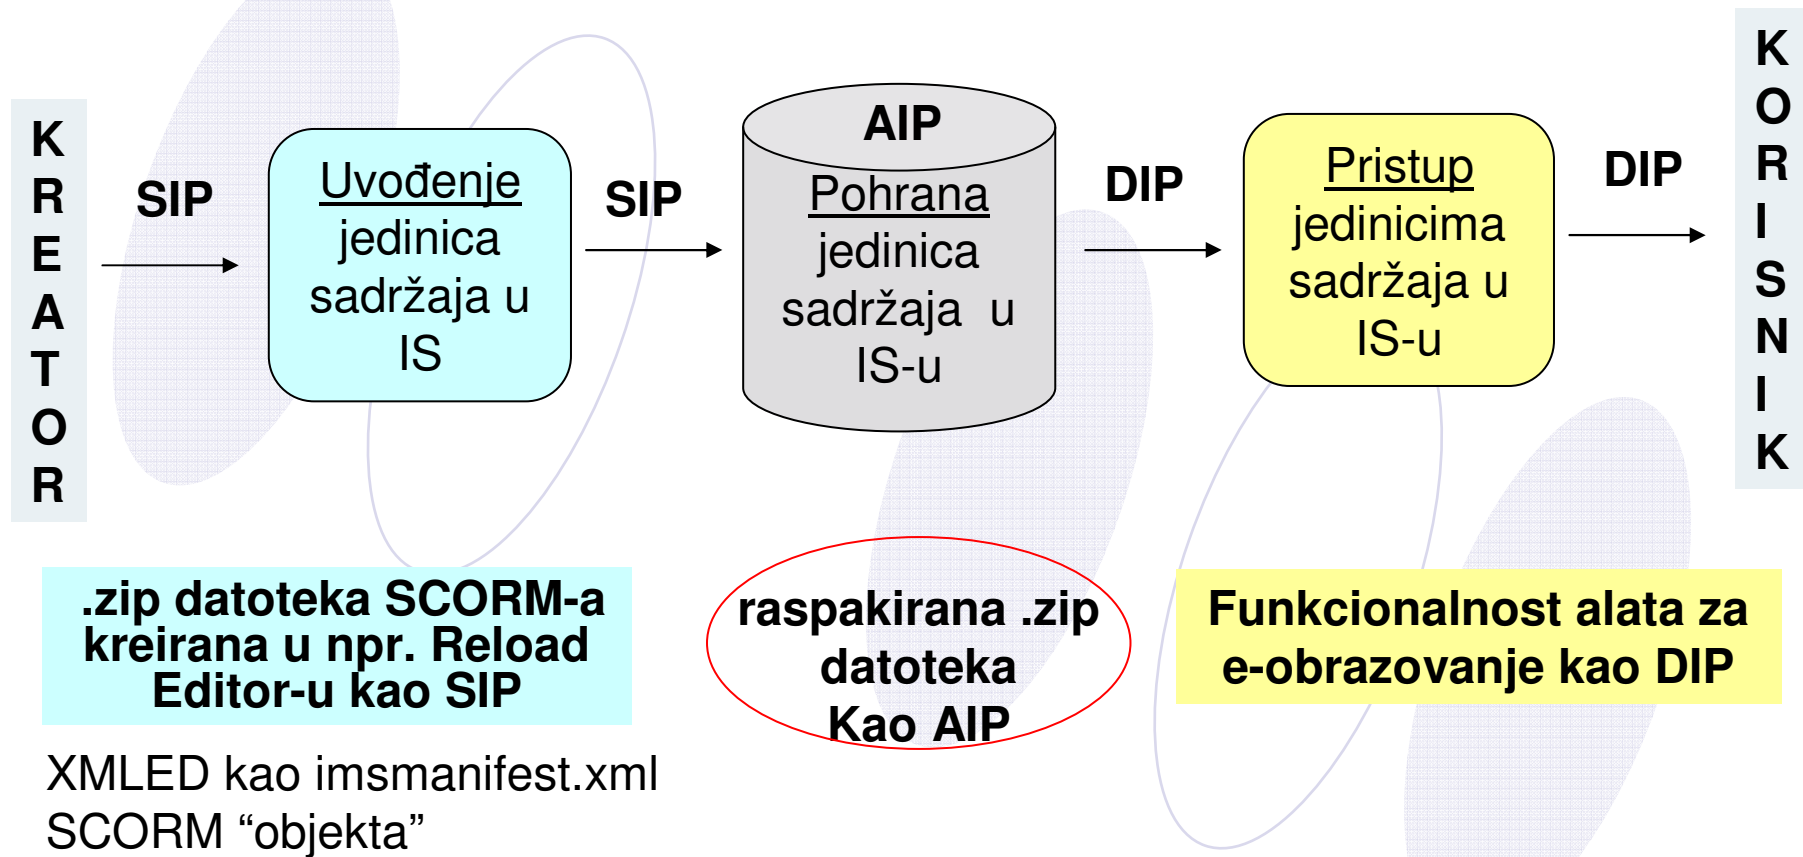 K
R
E
A
T
O
R
SIP
Uvođenje
jedinica
sadržaja u
IS
SIP
AIP
Pohrana
jedinica
sadržaja u
IS-u
DIP
Pristup
jedinicima
sadržaja u
IS-u
DIP
K
O
R
I
S
N
I
K
.zip datoteka SCORM-a
kreirana u npr. Reload
Editor-u kao SIP
raspakirana .zip
datoteka
Kao AIP
Funkcionalnost alata za
e-obrazovanje kao DIP
XMLED kao imsmanifest.xml
SCORM “objekta”